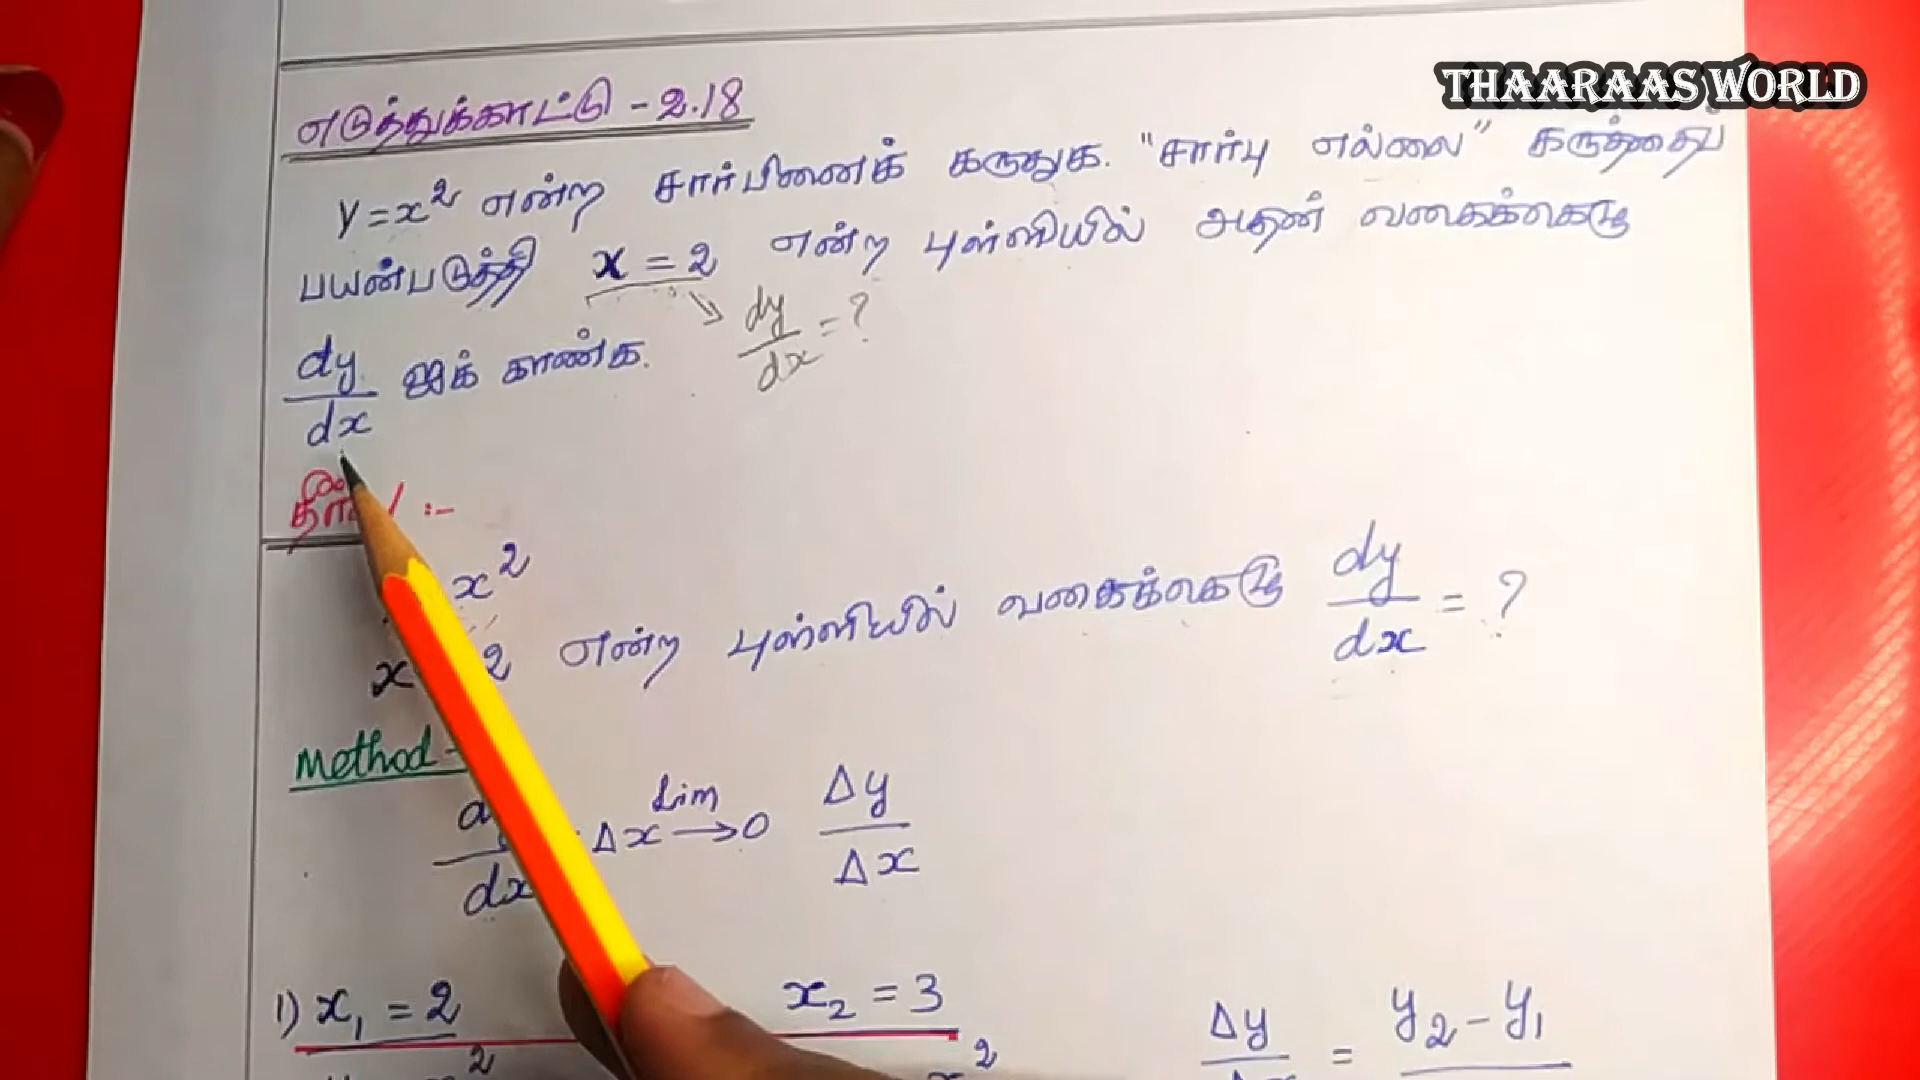 THAARAAS WORLD
எடுத்துக்காட்டு - 2.18
y = x² என்ற சார்பினைக் கருதுக. "சார்பு எல்லை" கருத்தைப்
பயன்படுத்தி x = 2 என்ற புள்ளியில் அதன் வகைக்கெழு
dy/dx ஐக் காண்க. dy/dx = ?
x²
x 2 என்ற புள்ளியில் வகைக்கெழு dy/dx = ?
Method -
dx Δx → 0 Lim Δy/Δx
1) x₁ = 2 x₂ = 3 Δy = y₂ - y₁